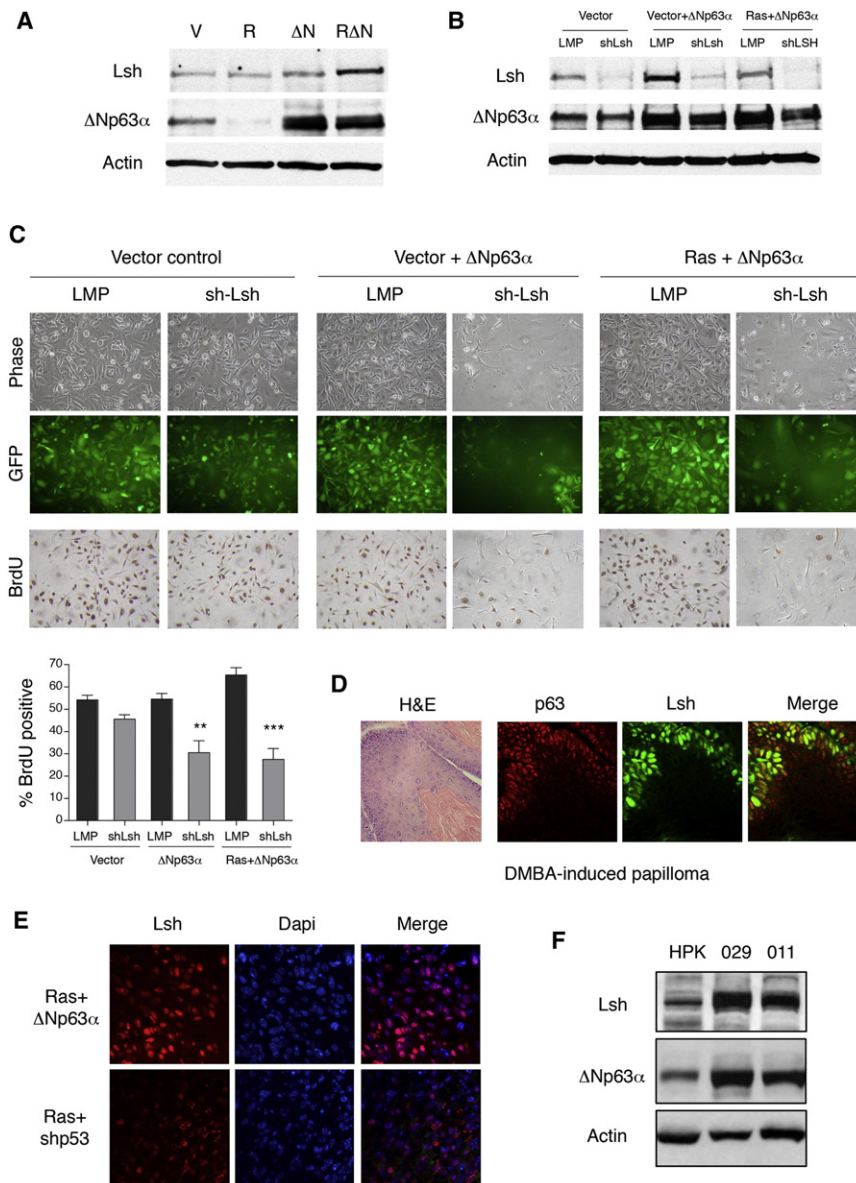 A
V R ΔN RΔN
Lsh
ΔNp63α
Actin
B
Vector Vector+ΔNp63α Ras+ΔNp63α
LMP shLsh LMP shLsh LMP shLSH
Lsh
ΔNp63α
Actin
C
Vector control Vector + ΔNp63α Ras + ΔNp63α
LMP sh-Lsh LMP sh-Lsh LMP sh-Lsh
Phase
GFP
BrdU
% BrdU positive
70
60
50
40
30
20
10
0
** ***
LMP shLsh LMP shLsh LMP shLsh
Vector ΔNp63α Ras+ΔNp63α
D
H&E p63 Lsh Merge
DMBA-induced papilloma
E
Lsh Dapi Merge
Ras+
ΔNp63α
Ras+
shp53
F
HPK 029 011
Lsh
ΔNp63α
Actin